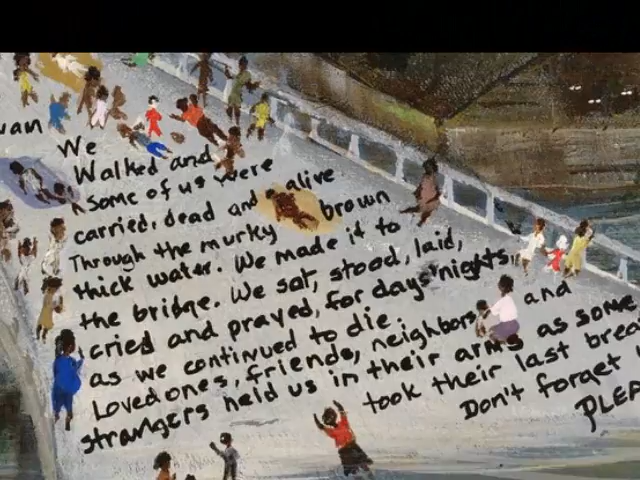 We
Walked and
Some of us were
carried, dead and alive
Through the murky brown
thick water. We made it to
the bridge. We sat, stood, laid,
cried and prayed, for days nights,
as we continued to die.
Loved ones, friends, neighbors and
strangers held us in their arms as some
took their last
Don't forget